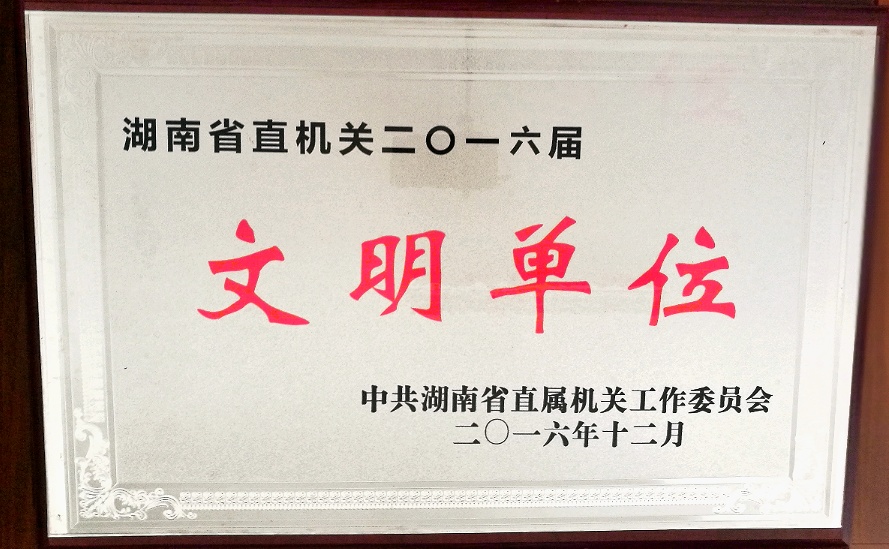 湖南省直机关二〇一六届
文明单位
中共湖南省直属机关工作委员会
二〇一六年十二月